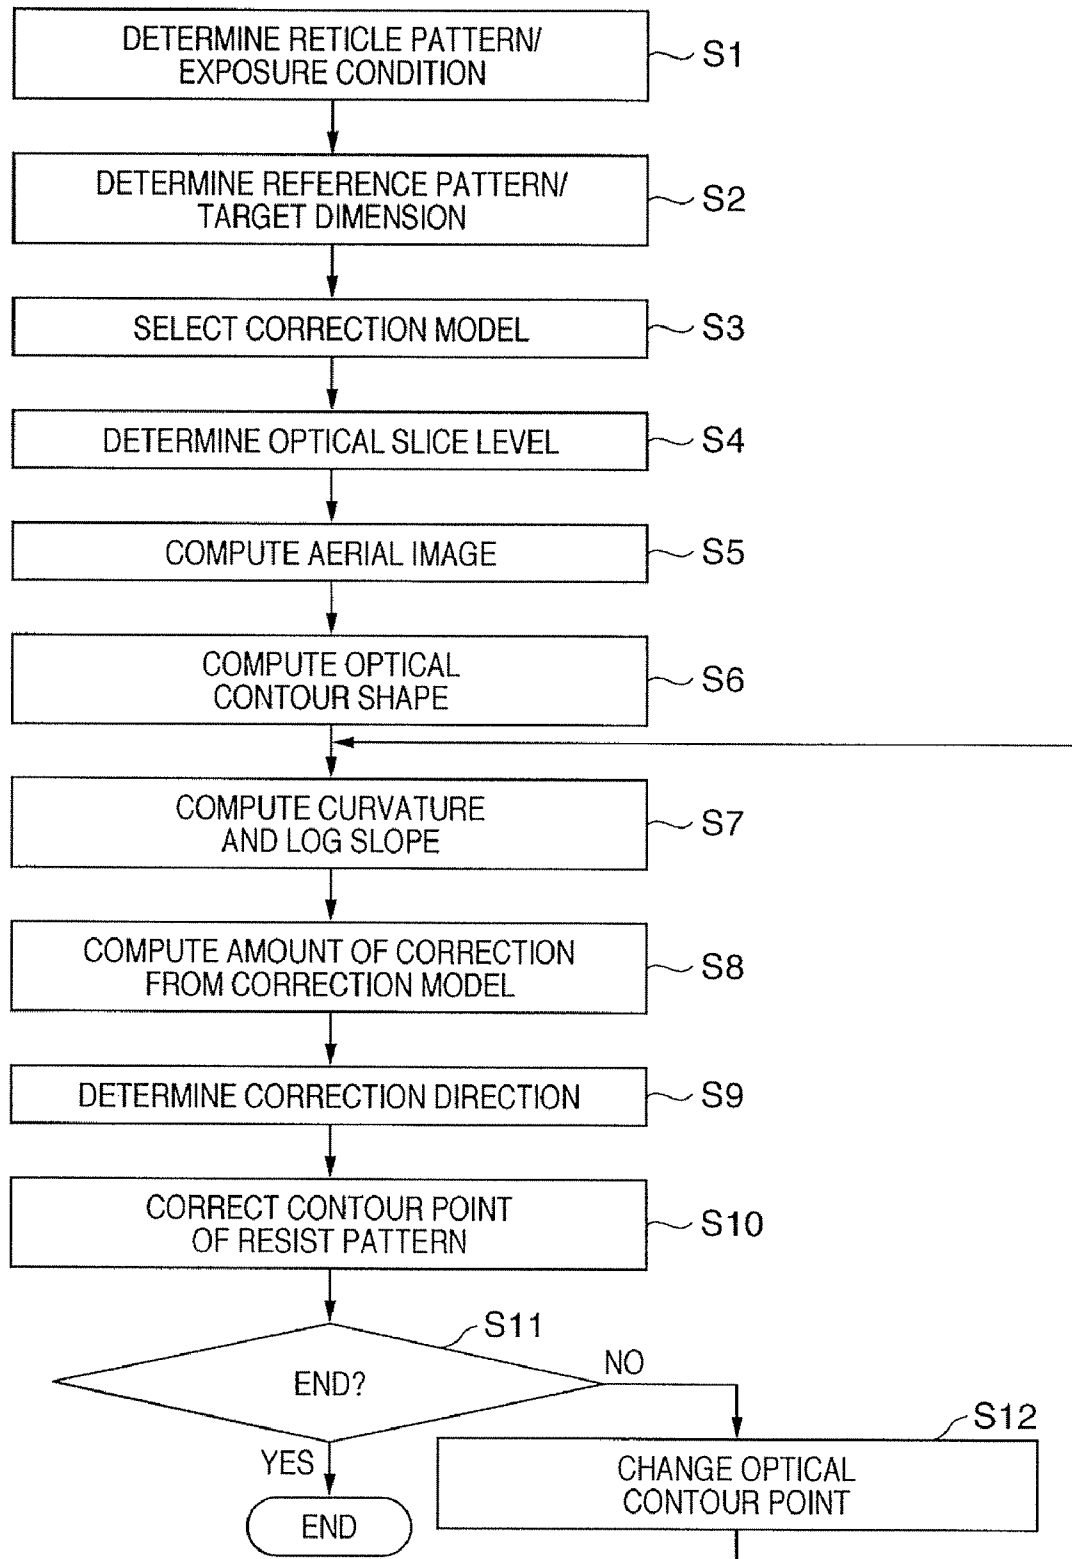 DETERMINE RETICLE PATTERN/
EXPOSURE CONDITION
S1
DETERMINE REFERENCE PATTERN/
TARGET DIMENSION
S2
SELECT CORRECTION MODEL
S3
DETERMINE OPTICAL SLICE LEVEL
S4
COMPUTE AERIAL IMAGE
S5
COMPUTE OPTICAL
CONTOUR SHAPE
S6
COMPUTE CURVATURE
AND LOG SLOPE
S7
COMPUTE AMOUNT OF CORRECTION
FROM CORRECTION MODEL
S8
DETERMINE CORRECTION DIRECTION
S9
CORRECT CONTOUR POINT
OF RESIST PATTERN
S10
S11
END?
NO
YES
END
S12
CHANGE OPTICAL
CONTOUR POINT